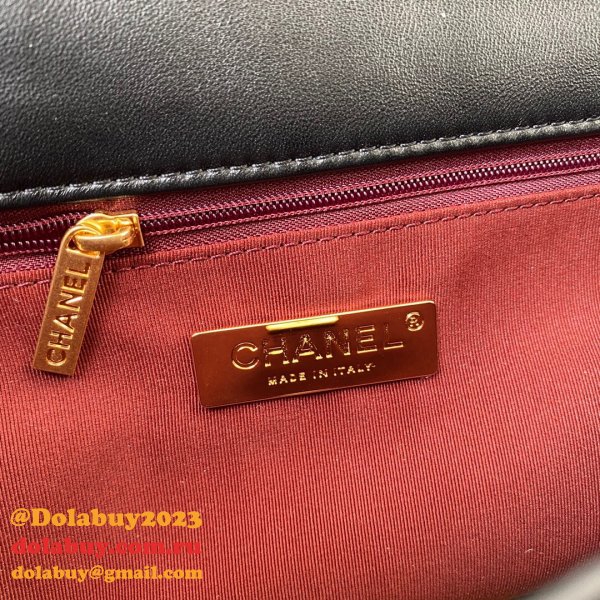 CHANEL
CHANEL®
MADE IN ITALY
@Dolabuy2023
dolabuy.com.ru
dolabuy@gmail.com